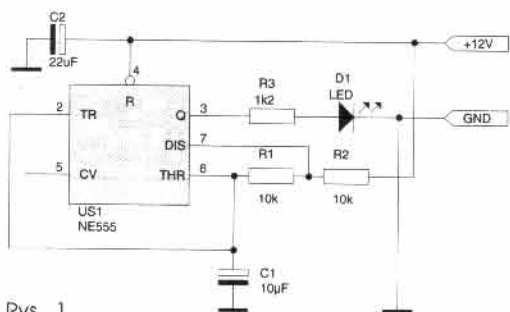 C2
22uF
+12V
4
R
R3
1k2
D1
LED
2
TR
Q
3
GND
DIS
7
R1
R2
5
CV
THR
6
10k
10k
US1
NE555
C1
10µF
Rys. 1